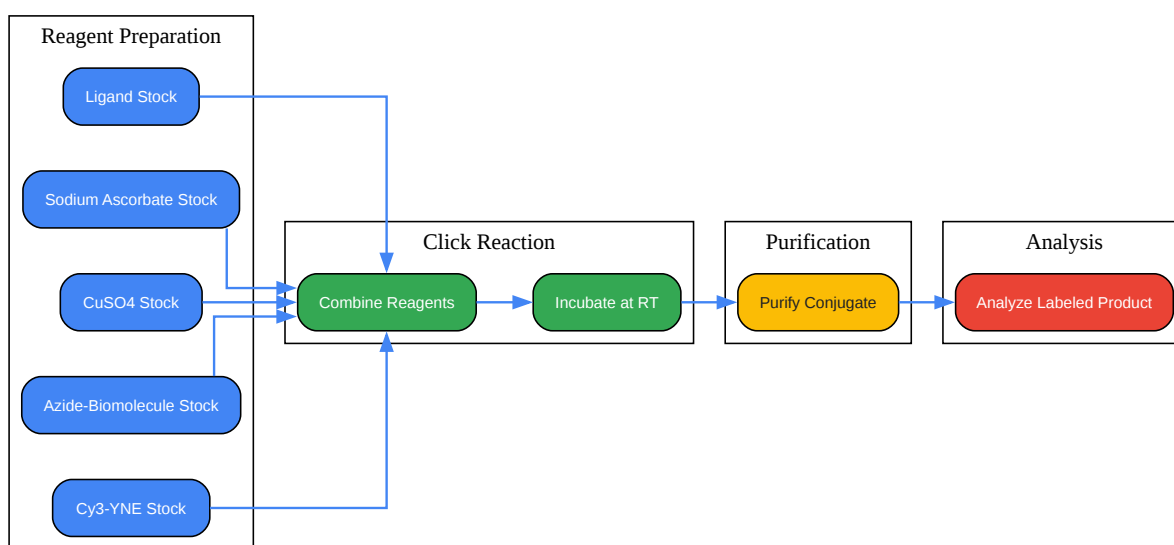 Reagent Preparation
Ligand Stock
Sodium Ascorbate Stock
CuSO4 Stock
Azide-Biomolecule Stock
Cy3-YNE Stock
Click Reaction
Combine Reagents
Incubate at RT
Purification
Purify Conjugate
Analysis
Analyze Labeled Product